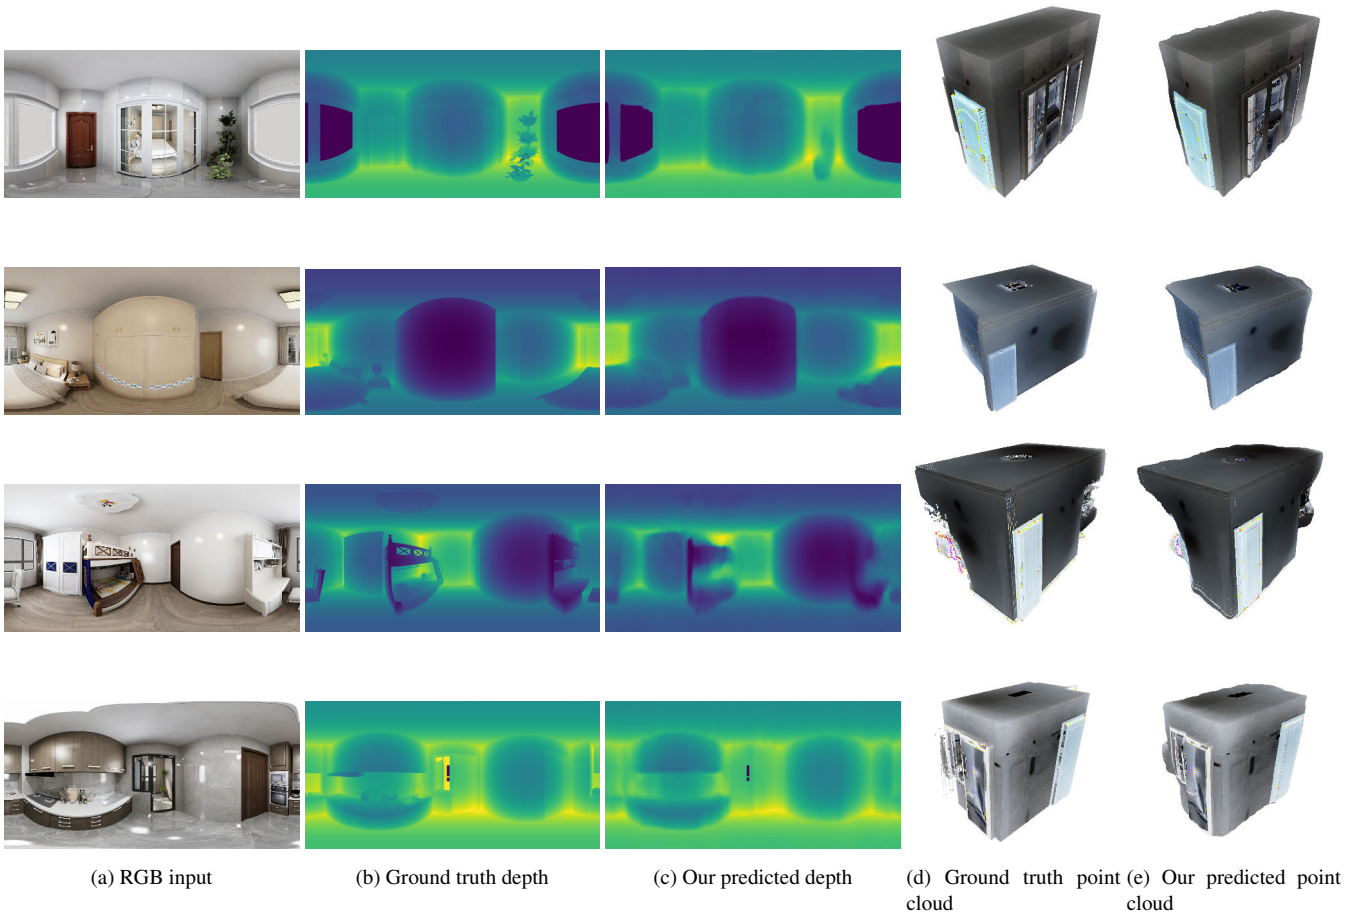 (a) RGB input
(b) Ground truth depth
(c) Our predicted depth
(d) Ground truth point cloud
(e) Our predicted point cloud